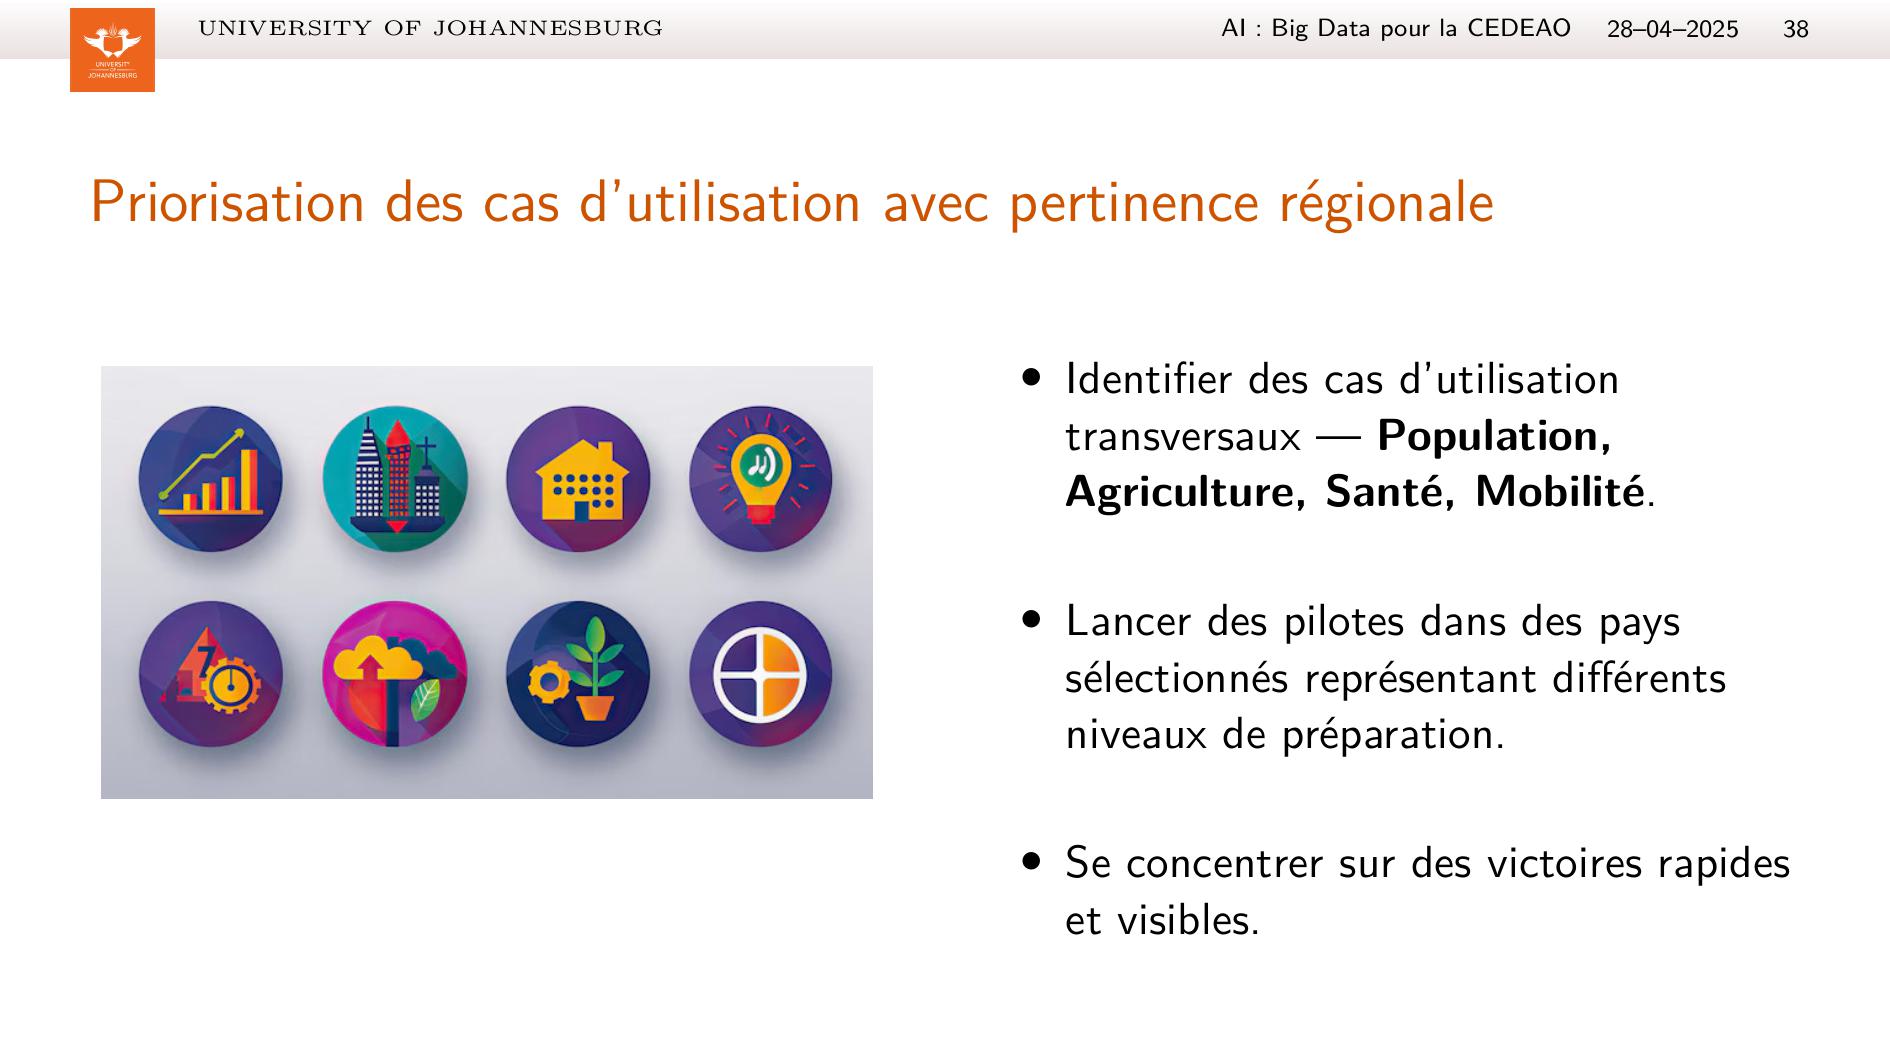 UNIVERSITY OF JOHANNESBURG
AI : Big Data pour la CEDEAO 28–04–2025 38
UNIVERSITY
OF
JOHANNESBURG
Priorisation des cas d'utilisation avec pertinence régionale
7
• Identifier des cas d'utilisation
transversaux — Population,
Agriculture, Santé, Mobilité.
• Lancer des pilotes dans des pays
sélectionnés représentant différents
niveaux de préparation.
• Se concentrer sur des victoires rapides
et visibles.